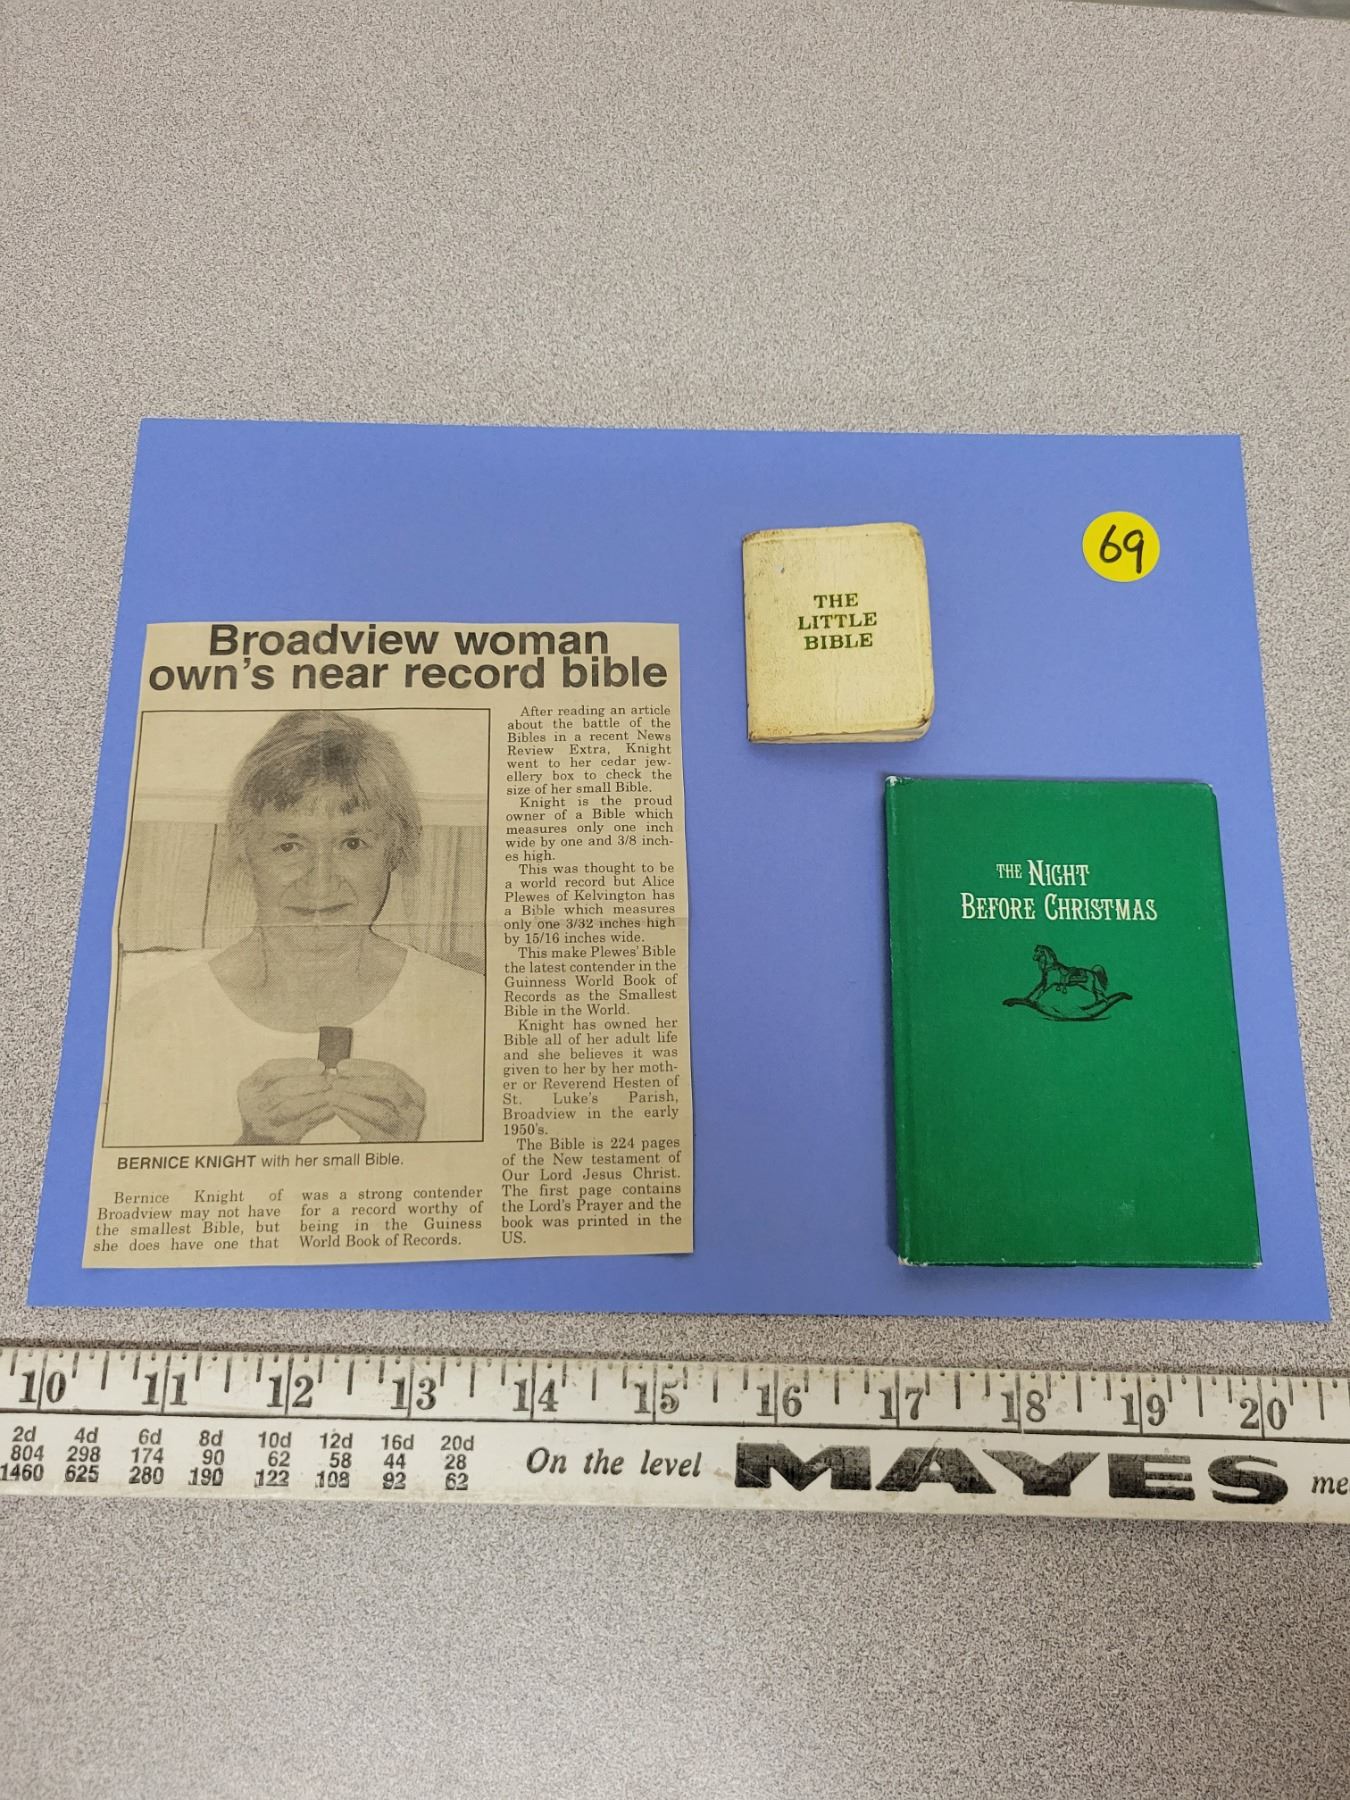 Broadview woman
own's near record bible
BERNICE KNIGHT with her small Bible.
Bernice Knight of
Broadview may not have
the smallest Bible, but
she does have one that
was a strong contender
for a record worthy of
being in the Guiness
World Book of Records.
After reading an article
about the battle of the
Bibles in a recent News
Review Extra, Knight
went to her cedar jew-
ellery box to check the
size of her small Bible.
Knight is the proud
owner of a Bible which
measures only one inch
wide by one and 3/8 inch-
es high.
This was thought to be
a world record but Alice
Plewes of Kelvington has
a Bible which measures
only one 3/32 inches high
by 15/16 inches wide.
This make Plewes' Bible
the latest contender in the
Guinness World Book of
Records as the Smallest
Bible in the World.
Knight has owned her
Bible all of her adult life
and she believes it was
given to her by her moth-
er or Reverend Hesten of
St. Luke's Parish,
Broadview in the early
1950's.
The Bible is 224 pages
of the New testament of
Our Lord Jesus Christ.
The first page contains
the Lord's Prayer and the
book was printed in the
US.
THE
LITTLE
BIBLE
69
THE NIGHT
BEFORE CHRISTMAS
10 11 12 13 14 15 16 17 18 19 20
2d 4d 6d 8d 10d 12d 16d 20d
804 298 174 90 62 58 44 28
1460 625 280 190 122 108 92 62
On the level MAYES me